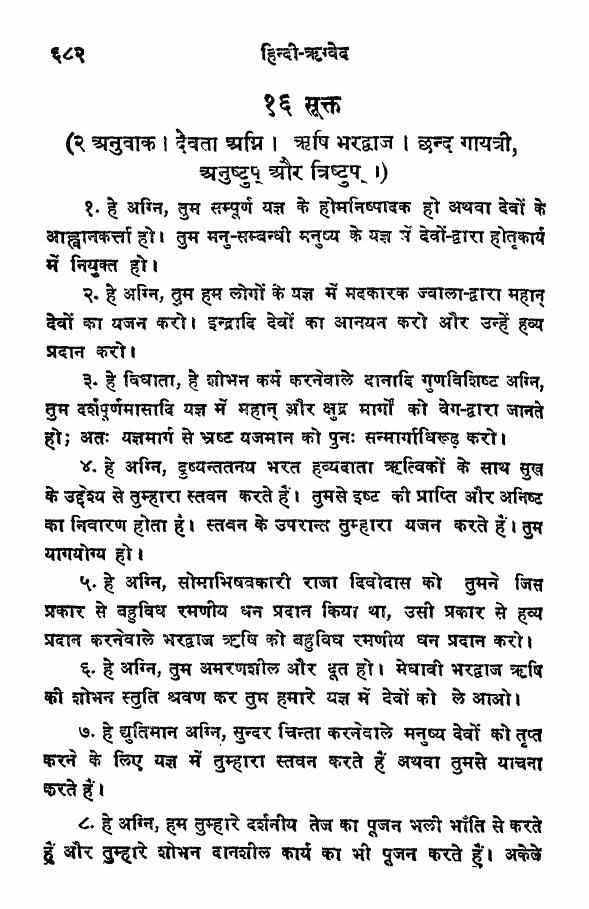 ६८२ हिन्दी-ऋग्वेद
१६ सूक्त
(२ अनुवाक। देवता अग्नि। ऋषि भरद्वाज। छन्द गायत्री,
अनुष्टुप् और त्रिष्टुप्।)
१. हे अग्नि, तुम सम्पूर्ण यज्ञ के होमनिष्पादक हो अथवा देवों के
आह्वानकर्त्ता हो। तुम मनु-सम्बन्धी मनुष्य के यज्ञ में देवों-द्वारा होतृकार्य
में नियुक्त हो।
२. हे अग्नि, तुम हम लोगों के यज्ञ में मदकारक ज्वाला-द्वारा महान्
देवों का यजन करो। इन्द्रादि देवों का आनयन करो और उन्हें हव्य
प्रदान करो।
३. हे विधाता, हे शोभन कर्म करनेवाले दानादि गुणविशिष्ट अग्नि,
तुम दर्शपूर्णमासादि यज्ञ में महान् और क्षुद्र मार्गों को वेग-द्वारा जानते
हो; अतः यज्ञमार्ग से भ्रष्ट यजमान को पुनः सन्मार्गाधिरूढ़ करो।
४. हे अग्नि, दुष्यन्ततनय भरत हव्यदाता ऋत्विकों के साथ सुख
के उद्देश्य से तुम्हारा स्तवन करते हैं। तुमसे इष्ट की प्राप्ति और अनिष्ट
का निवारण होता है। स्तवन के उपरान्त तुम्हारा यजन करते हैं। तुम
यागयोग्य हो।
५. हे अग्नि, सोमाभिषवकारी राजा दिवोदास को तुमने जिस
प्रकार से बहुविध रमणीय धन प्रदान किया था, उसी प्रकार से हव्य
प्रदान करनेवाले भरद्वाज ऋषि को बहुविध रमणीय धन प्रदान करो।
६. हे अग्नि, तुम अमरणशील और दूत हो। मेधावी भरद्वाज ऋषि
की शोभन स्तुति श्रवण कर तुम हमारे यज्ञ में देवों को ले आओ।
७. हे द्युतिमान अग्नि, सुन्दर चिन्ता करनेवाले मनुष्य देवों को तृप्त
करने के लिए यज्ञ में तुम्हारा स्तवन करते हैं अथवा तुमसे याचना
करते हैं।
८. हे अग्नि, हम तुम्हारे दर्शनीय तेज का पूजन भली भाँति से करते
हैं और तुम्हारे शोभन दानशील कार्य का भी पूजन करते हैं। अकेले